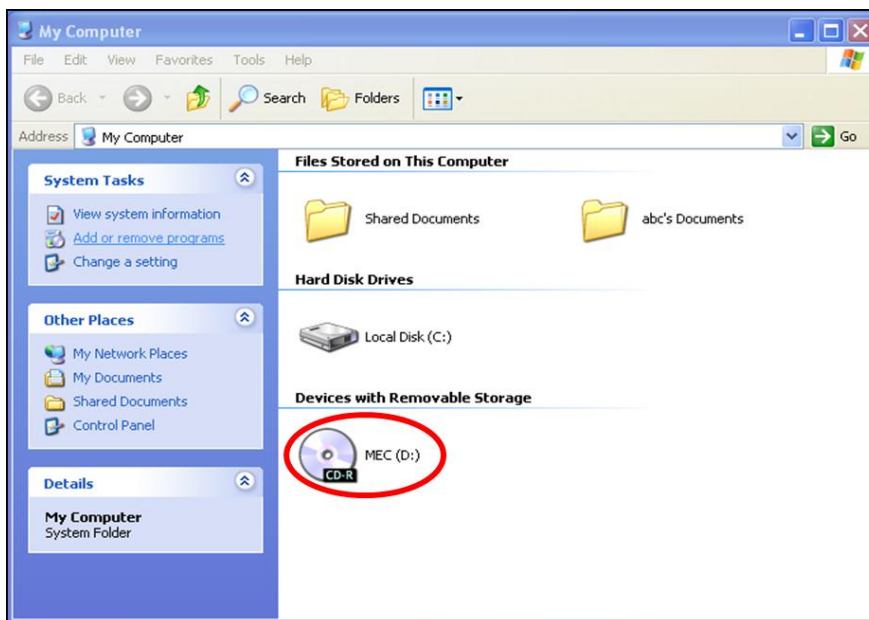 My Computer
File Edit View Favorites Tools Help
Back Search Folders
Address My Computer Go
System Tasks
View system information
Add or remove programs
Change a setting
Other Places
My Network Places
My Documents
Shared Documents
Control Panel
Details
My Computer
System Folder
Files Stored on This Computer
Shared Documents abc's Documents
Hard Disk Drives
Local Disk (C:)
Devices with Removable Storage
MEC (D:)
CD-R